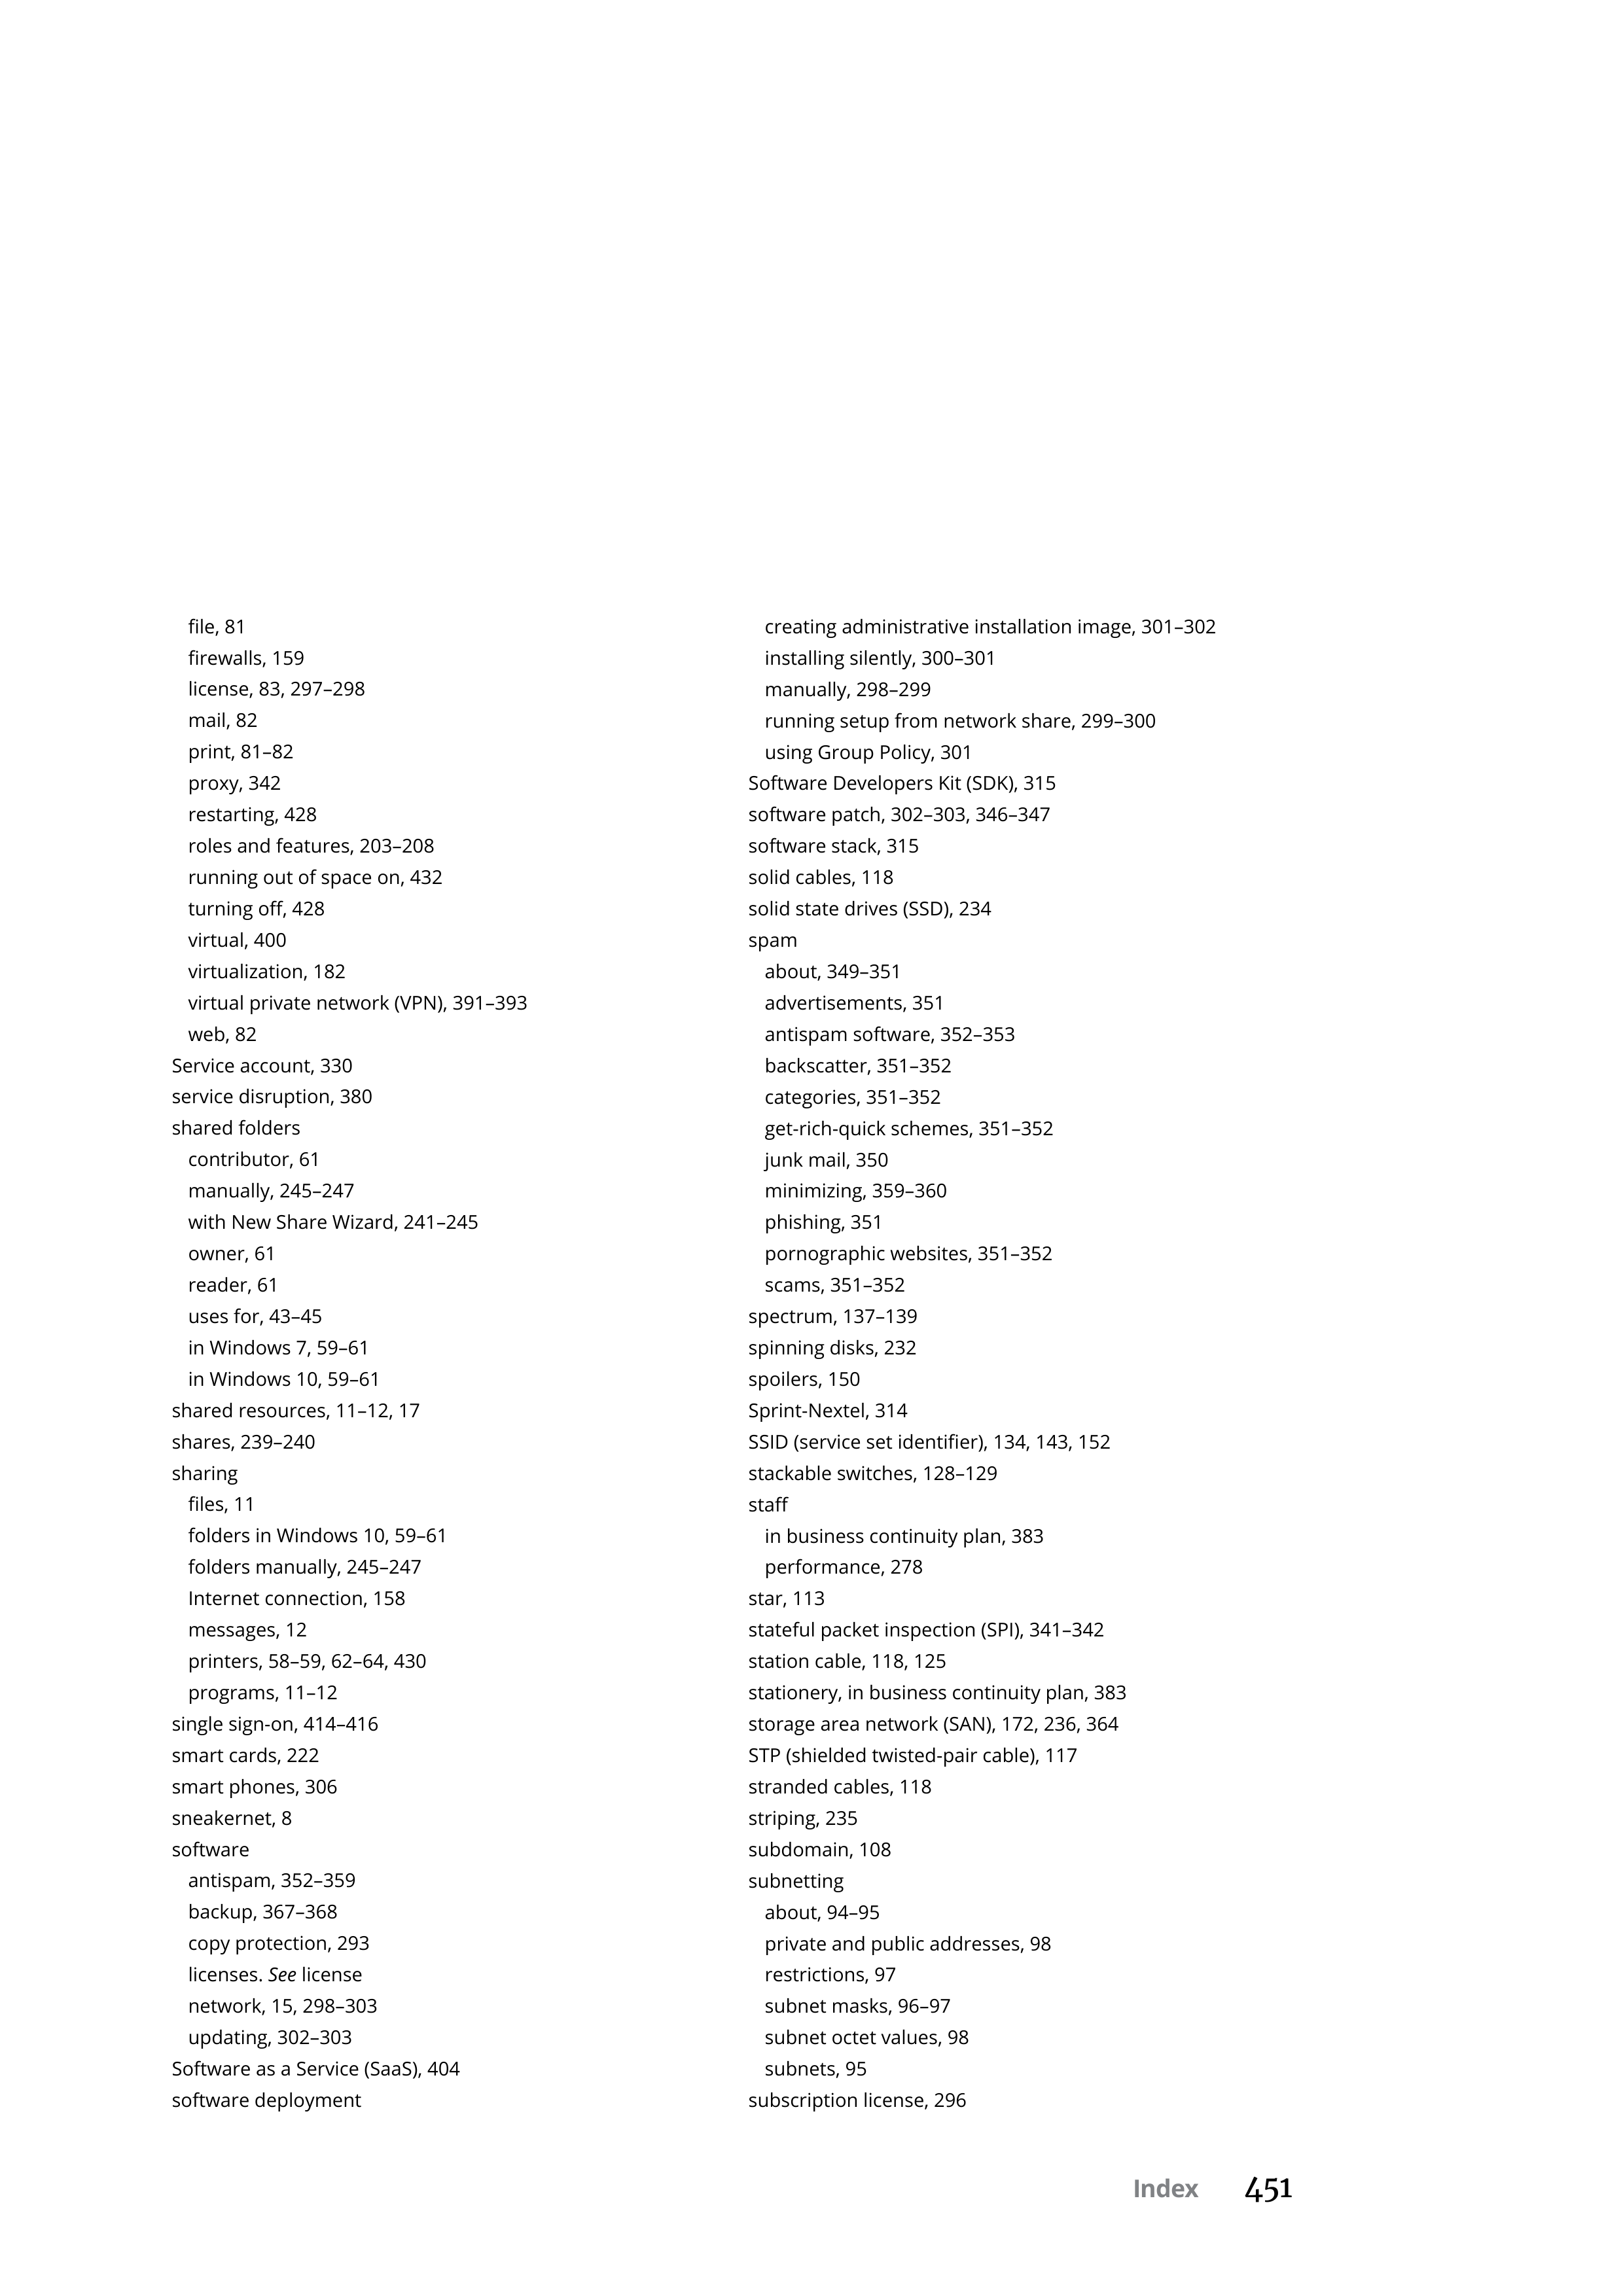 file, 81
firewalls, 159
license, 83, 297–298
mail, 82
print, 81–82
proxy, 342
restarting, 428
roles and features, 203–208
running out of space on, 432
turning off, 428
virtual, 400
virtualization, 182
virtual private network (VPN), 391–393
web, 82
Service account, 330
service disruption, 380
shared folders
contributor, 61
manually, 245–247
with New Share Wizard, 241–245
owner, 61
reader, 61
uses for, 43–45
in Windows 7, 59–61
in Windows 10, 59–61
shared resources, 11–12, 17
shares, 239–240
sharing
files, 11
folders in Windows 10, 59–61
folders manually, 245–247
Internet connection, 158
messages, 12
printers, 58–59, 62–64, 430
programs, 11–12
single sign-on, 414–416
smart cards, 222
smart phones, 306
sneakernet, 8
software
antispam, 352–359
backup, 367–368
copy protection, 293
licenses. See license
network, 15, 298–303
updating, 302–303
Software as a Service (SaaS), 404
software deployment
creating administrative installation image, 301–302
installing silently, 300–301
manually, 298–299
running setup from network share, 299–300
using Group Policy, 301
Software Developers Kit (SDK), 315
software patch, 302–303, 346–347
software stack, 315
solid cables, 118
solid state drives (SSD), 234
spam
about, 349–351
advertisements, 351
antispam software, 352–353
backscatter, 351–352
categories, 351–352
get-rich-quick schemes, 351–352
junk mail, 350
minimizing, 359–360
phishing, 351
pornographic websites, 351–352
scams, 351–352
spectrum, 137–139
spinning disks, 232
spoilers, 150
Sprint-Nextel, 314
SSID (service set identifier), 134, 143, 152
stackable switches, 128–129
staff
in business continuity plan, 383
performance, 278
star, 113
stateful packet inspection (SPI), 341–342
station cable, 118, 125
stationery, in business continuity plan, 383
storage area network (SAN), 172, 236, 364
STP (shielded twisted-pair cable), 117
stranded cables, 118
striping, 235
subdomain, 108
subnetting
about, 94–95
private and public addresses, 98
restrictions, 97
subnet masks, 96–97
subnet octet values, 98
subnets, 95
subscription license, 296
Index 451